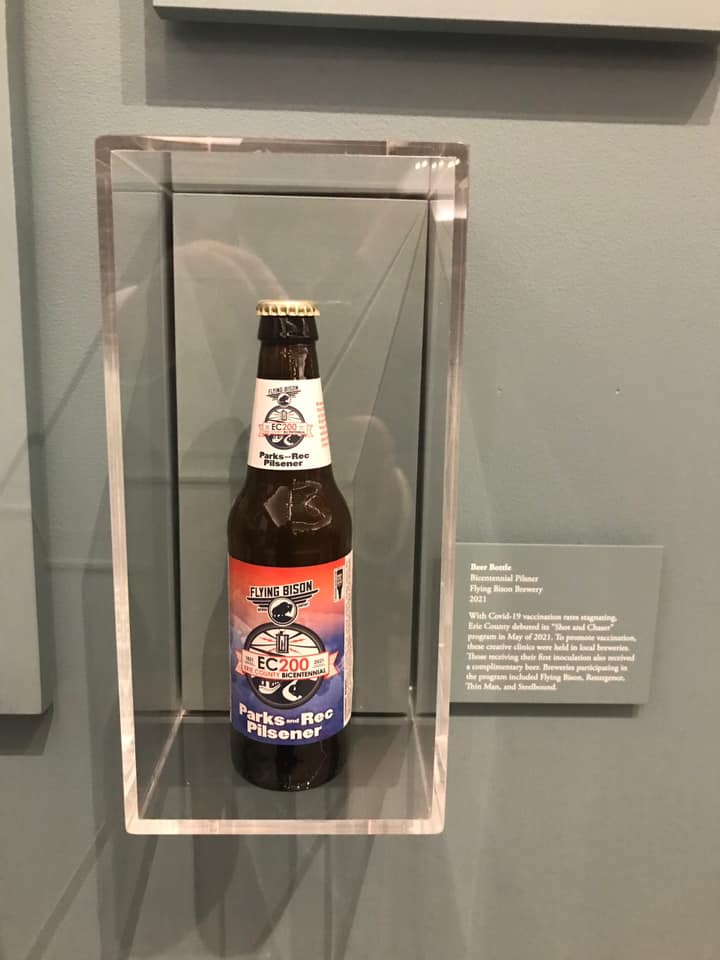 FLYING BISON
EC200
BICENTENNIAL
Parks and Rec
Pilsener
FLYING BISON
1821 2021
EC200
ERIE COUNTY BICENTENNIAL
Parks and Rec
Pilsener
Beer Bottle
Bicentennial Pilsner
Flying Bison Brewery
2021
With Covid-19 vaccination rates stagnating,
Erie County debuted its "Shot and Chaser"
program in May of 2021. To promote vaccination,
these creative clinics were held in local breweries.
Those receiving their first inoculation also received
a complimentary beer. Breweries participating in
the program included Flying Bison, Resurgence,
Thin Man, and Steelbound.